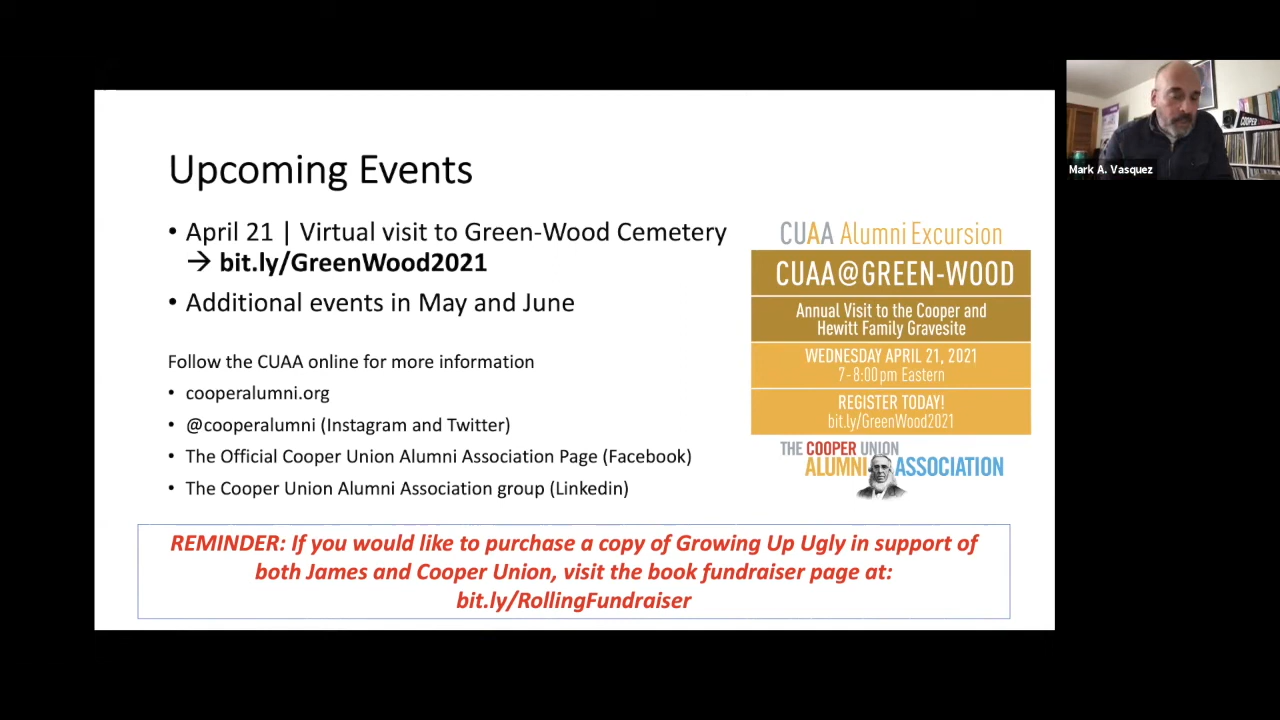 Upcoming Events
• April 21 | Virtual visit to Green-Wood Cemetery
→ bit.ly/GreenWood2021
• Additional events in May and June
Follow the CUAA online for more information
• cooperalumni.org
• @cooperalumni (Instagram and Twitter)
• The Official Cooper Union Alumni Association Page (Facebook)
• The Cooper Union Alumni Association group (Linkedin)
CUAA Alumni Excursion
CUAA@GREEN-WOOD
Annual Visit to the Cooper and
Hewitt Family Gravesite
WEDNESDAY APRIL 21, 2021
7-8:00pm Eastern
REGISTER TODAY!
bit.ly/GreenWood2021
THE COOPER UNION
ALUMNI ASSOCIATION
REMINDER: If you would like to purchase a copy of Growing Up Ugly in support of
both James and Cooper Union, visit the book fundraiser page at:
bit.ly/RollingFundraiser
COOPER
Mark A. Vasquez